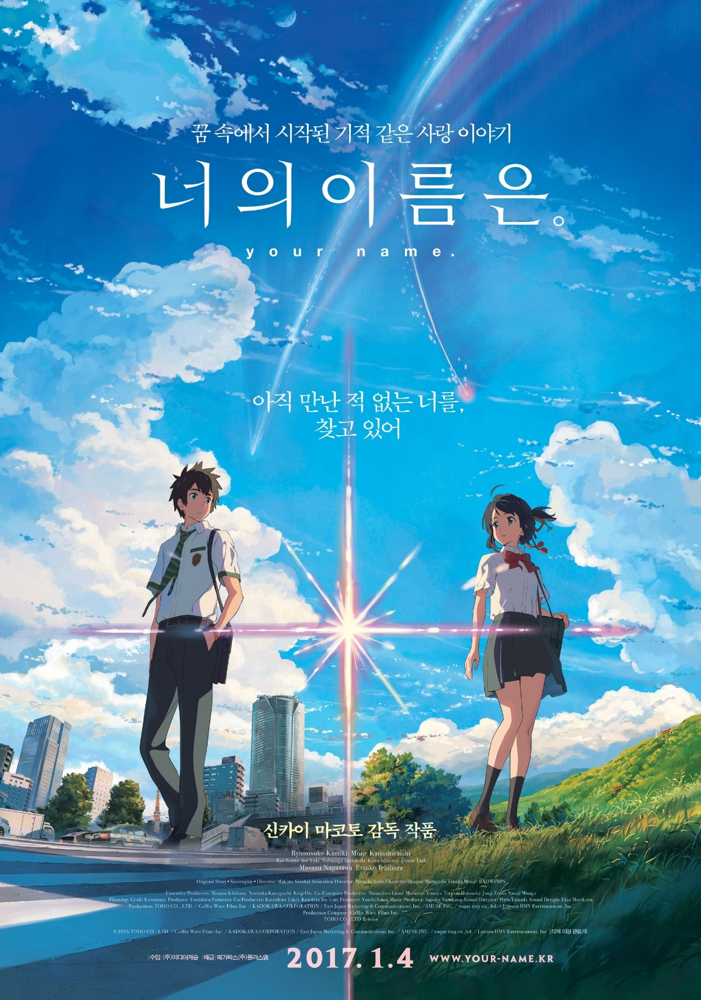 꿈 속에서 시작된 기적 같은 사랑 이야기
너의 이름은。
your name.
아직 만난 적 없는 너를,
찾고 있어
신카이 마코토 감독 작품
Ryunosuke Kamiki Mone Kamishiraishi
Ryo Narita Aoi Yuki Nobunaga Shimazaki Kaito Ishikawa Kanon Tani
Masami Nagasawa Etsuko Ichihara
Original Story • Screenplay • Director: Makoto Shinkai Animation Director: Masashi Ando Character Design: Masayoshi Tanaka Music: RADWIMPS
Executive Producers: Minami Ichikawa Noritaka Kawaguchi Keiji Ota Co-Executive Producers: Shunichiro Inoue Masanori Yumiya Tatsuro Hatanaka Junji Zenki Naoya Moriya
Planning: Genki Kawamura Producer: Yoshihiro Furusawa Co-Producers: Katsuhiro Takei Koichiro Ito Line Producer: Yuichi Sakai Music Producer: Sayoko Narukawa Sound Director: Haru Yamada Sound Design: Eiko Morikawa
Production: TOHO CO., LTD. / CoMix Wave Films Inc. / KADOKAWA CORPORATION / East Japan Marketing & Communications, Inc. / AMUSE INC. / voque ting co., ltd. / Lawson HMV Entertainment, Inc.
Production Company: CoMix Wave Films Inc.
TOHO CO., LTD Release
©2016 TOHO CO., LTD. / CoMix Wave Films Inc. / KADOKAWA CORPORATION / East Japan Marketing & Communications.Inc. / AMUSE INC. / voque ting co.,ltd. / Lawson HMV Entertainment, Inc |12세 이상 관람가|
|수입| (주)미디어캐슬 |배급| 메가박스(주)플러스엠
2017. 1.4 WWW.YOUR-NAME.KR